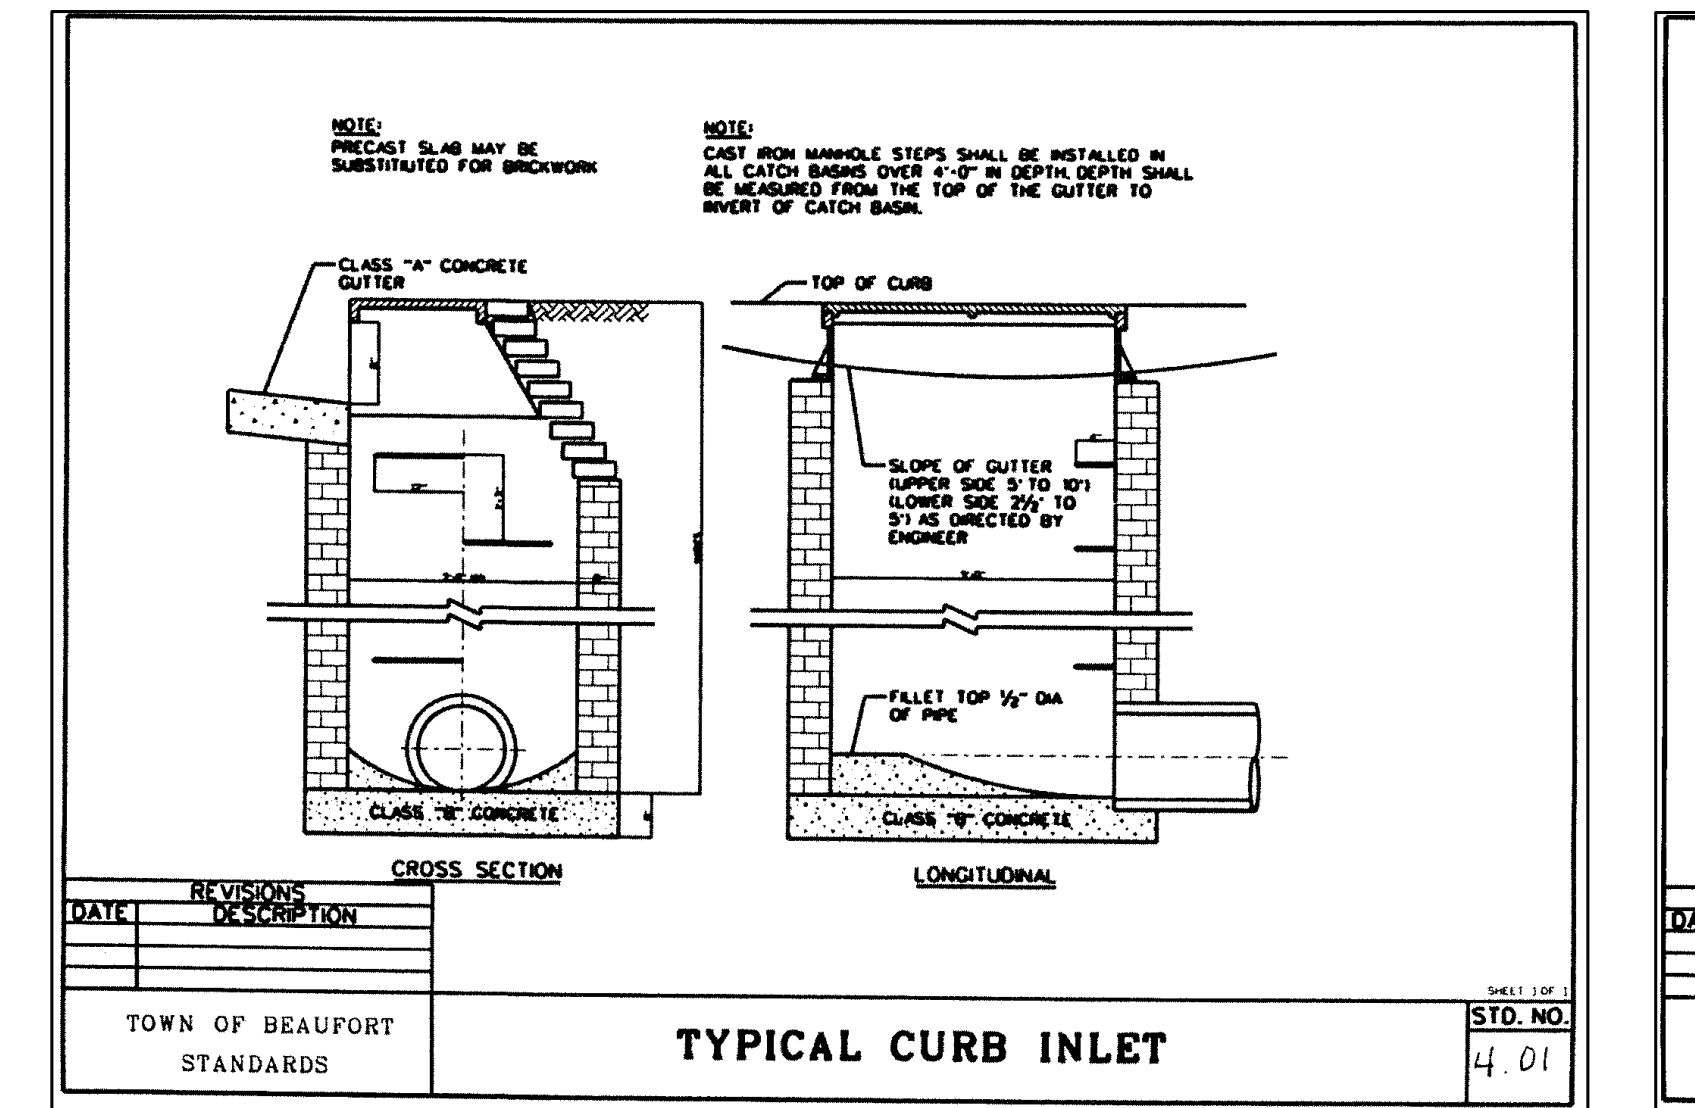 NOTE:
PRECAST SLAB MAY BE
SUBSTITIUTED FOR BRICKWORK
NOTE:
CAST IRON MANHOLE STEPS SHALL BE INSTALLED IN
ALL CATCH BASINS OVER 4'-0" IN DEPTH. DEPTH SHALL
BE MEASURED FROM THE TOP OF THE GUTTER TO
INVERT OF CATCH BASIN.
CLASS "A" CONCRETE
GUTTER
TOP OF CURB
SLOPE OF GUTTER
(UPPER SIDE 5' TO 10')
(LOWER SIDE 2½' TO
5') AS DIRECTED BY
ENGINEER
FILLET TOP ½" DIA
OF PIPE
CLASS "B" CONCRETE
CLASS "B" CONCRETE
CROSS SECTION
LONGITUDINAL
REVISIONS
DATE DESCRIPTION
TOWN OF BEAUFORT
STANDARDS
TYPICAL CURB INLET
SHEET 1 OF 1
STD. NO.
4.01
DA